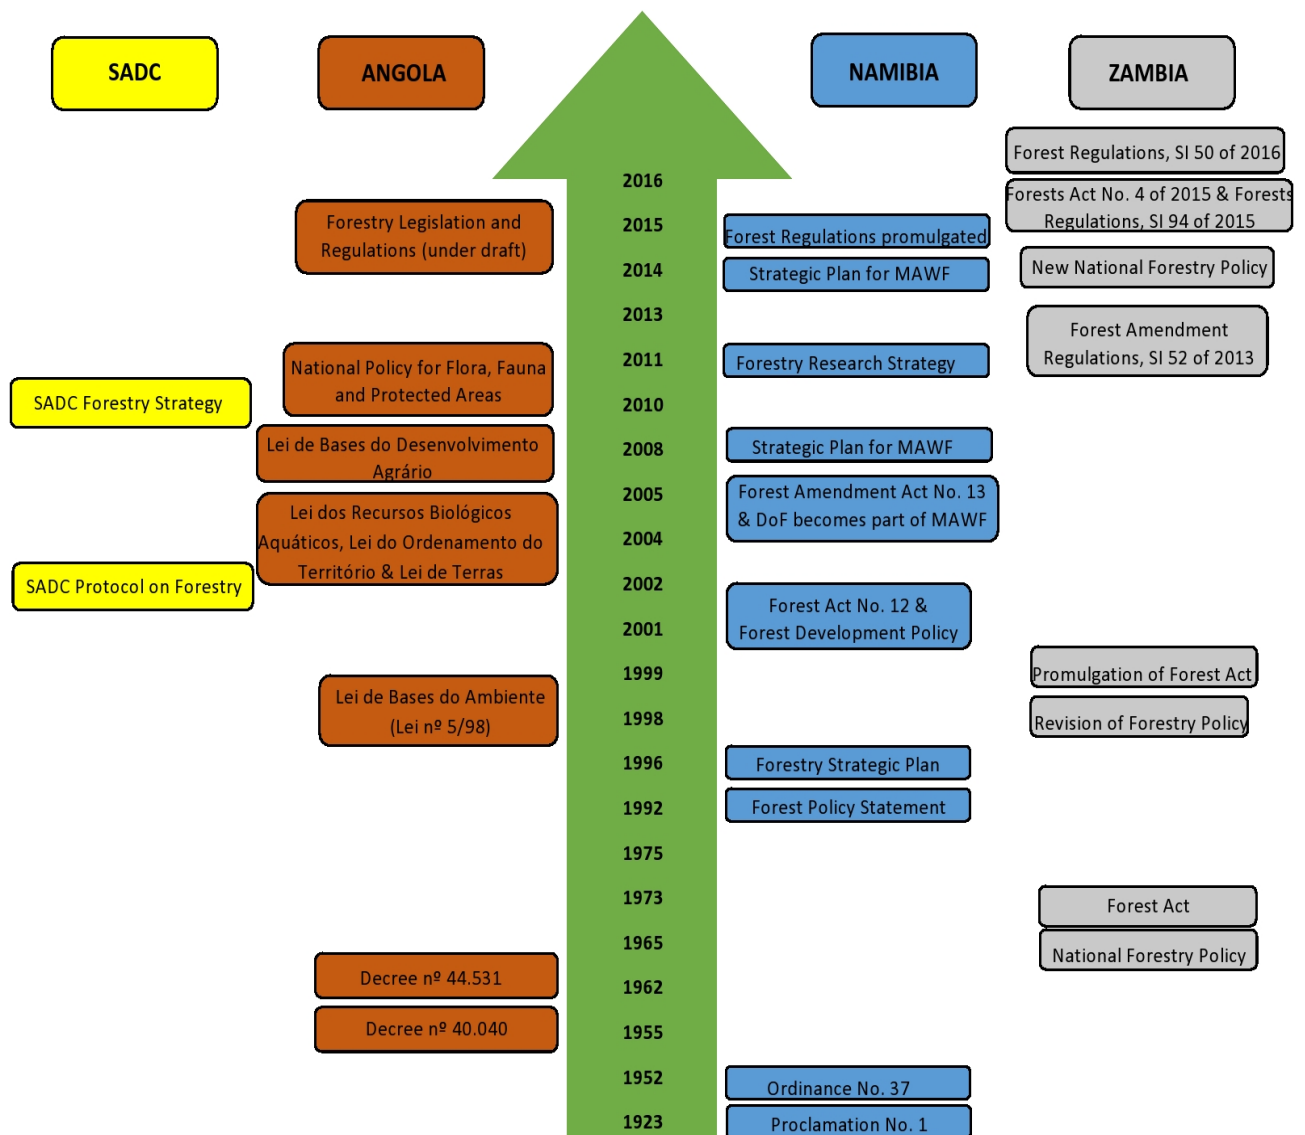 SADC
ANGOLA
NAMIBIA
ZAMBIA
Forest Regulations, SI 50 of 2016
2016
Forests Act No. 4 of 2015 & Forests
Regulations, SI 94 of 2015
Forestry Legislation and
Regulations (under draft)
2015
Forest Regulations promulgated
2014
Strategic Plan for MAWF
New National Forestry Policy
2013
Forest Amendment
Regulations, SI 52 of 2013
National Policy for Flora, Fauna
and Protected Areas
2011
Forestry Research Strategy
SADC Forestry Strategy
2010
Lei de Bases do Desenvolvimento
Agrário
2008
Strategic Plan for MAWF
2005
Forest Amendment Act No. 13
& DoF becomes part of MAWF
Lei dos Recursos Biológicos
Aquáticos, Lei do Ordenamento do
Território & Lei de Terras
2004
SADC Protocol on Forestry
2002
Forest Act No. 12 &
Forest Development Policy
2001
1999
Promulgation of Forest Act
Lei de Bases do Ambiente
(Lei nº 5/98)
1998
Revision of Forestry Policy
1996
Forestry Strategic Plan
1992
Forest Policy Statement
1975
1973
Forest Act
1965
National Forestry Policy
Decree nº 44.531
1962
Decree nº 40.040
1955
1952
Ordinance No. 37
1923
Proclamation No. 1